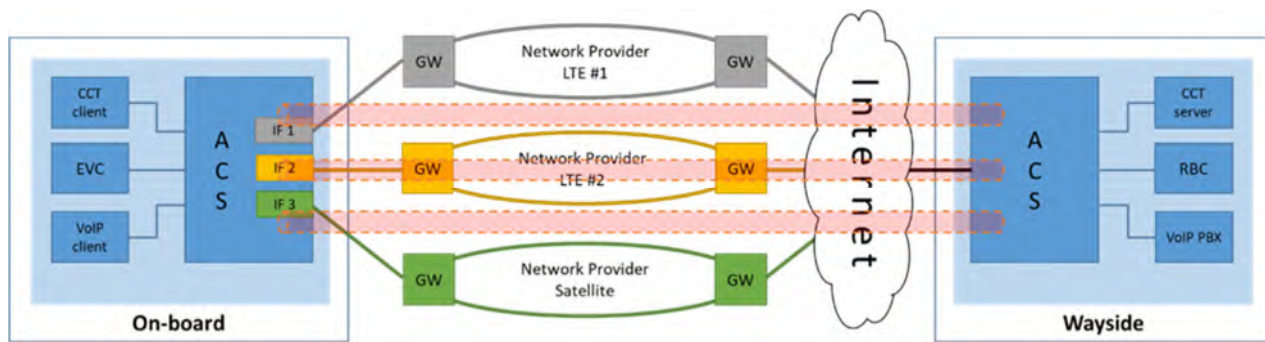 CCT
client
EVC
VoIP
client
A
C
S
IF 1
IF 2
IF 3
On-board
GW
Network Provider
LTE #1
GW
GW
Network Provider
LTE #2
GW
GW
Network Provider
Satellite
GW
Internet
A
C
S
CCT
server
RBC
VoIP PBX
Wayside